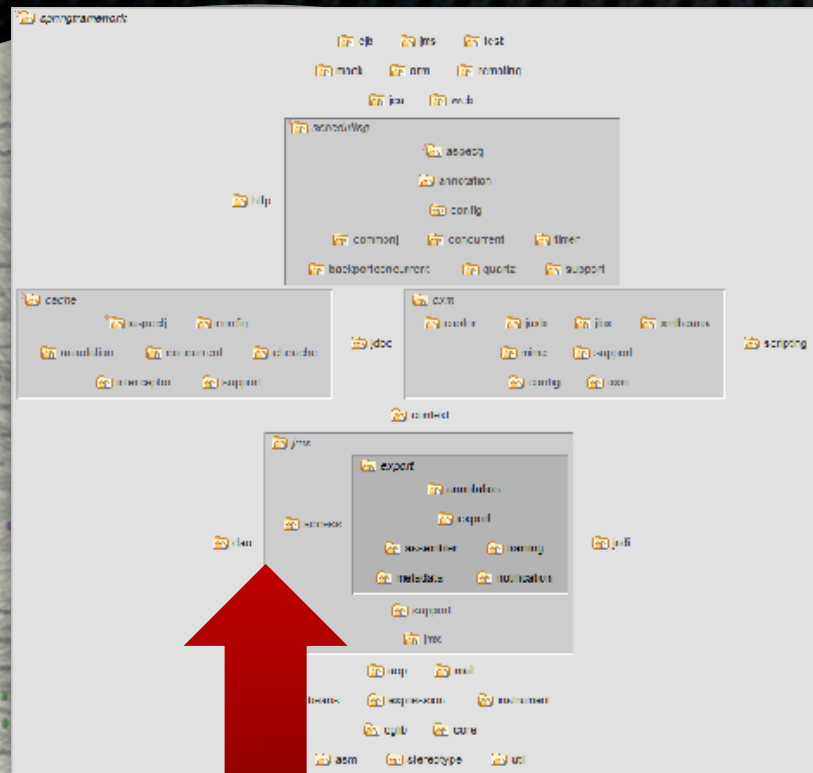 springframework
ejb jms test
mock orm remoting
jca web
scheduling
aspectj
annotation
http
config
commonj concurrent timer
backportconcurrent quartz support
cache oxm
aspectj config castor jaxb jibx xmlbeans
jdbc scripting
annotation concurrent ehcache mime support
interceptor support config oxm
context
jmx
export
annotation
access export
dao jndi
assembler naming
metadata notification
support
jmx
aop mail
beans expression instrument
cglib core
asm stereotype util